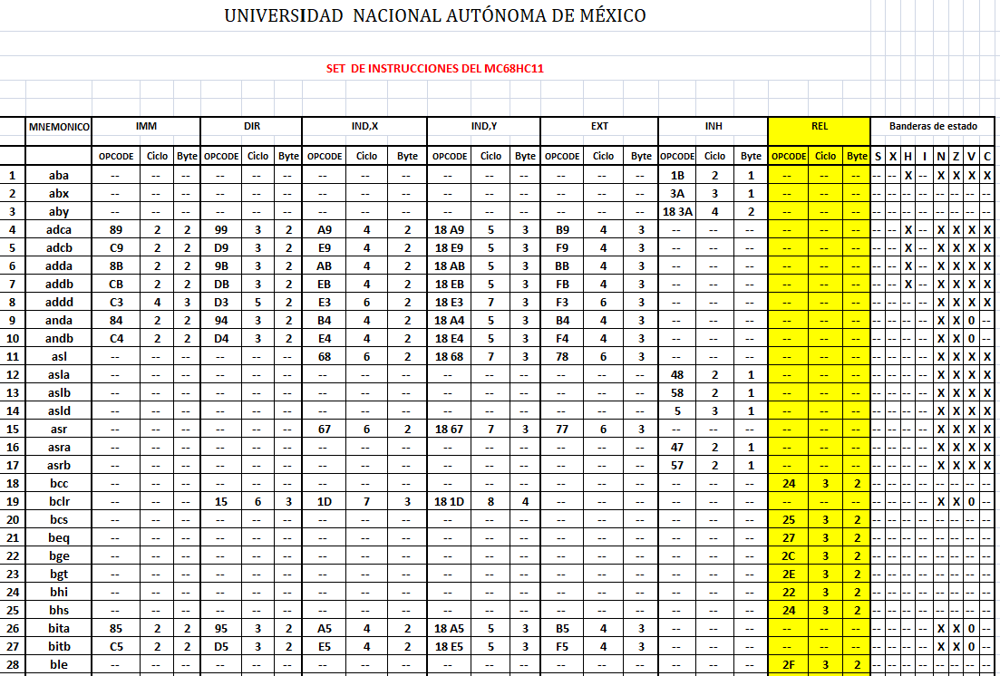 UNIVERSIDAD NACIONAL AUTÓNOMA DE MÉXICO
SET DE INSTRUCCIONES DEL MC68HC11
MNEMONICO IMM DIR IND,X IND,Y EXT INH REL Banderas de estado
OPCODE Ciclo Byte OPCODE Ciclo Byte OPCODE Ciclo Byte OPCODE Ciclo Byte OPCODE Ciclo Byte OPCODE Ciclo Byte OPCODE Ciclo Byte S X H I N Z V C
1 aba -- -- -- -- -- -- -- -- -- -- -- -- -- -- -- 1B 2 1 -- -- -- -- -- X -- X X X X
2 abx -- -- -- -- -- -- -- -- -- -- -- -- -- -- -- 3A 3 1 -- -- -- -- -- -- -- -- -- -- --
3 aby -- -- -- -- -- -- -- -- -- -- -- -- -- -- -- 18 3A 4 2 -- -- -- -- -- -- -- -- -- -- --
4 adca 89 2 2 99 3 2 A9 4 2 18 A9 5 3 B9 4 3 -- -- -- -- -- -- -- -- X -- X X X X
5 adcb C9 2 2 D9 3 2 E9 4 2 18 E9 5 3 F9 4 3 -- -- -- -- -- -- -- -- X -- X X X X
6 adda 8B 2 2 9B 3 2 AB 4 2 18 AB 5 3 BB 4 3 -- -- -- -- -- -- -- -- X -- X X X X
7 addb CB 2 2 DB 3 2 EB 4 2 18 EB 5 3 FB 4 3 -- -- -- -- -- -- -- -- X -- X X X X
8 addd C3 4 3 D3 5 2 E3 6 2 18 E3 7 3 F3 6 3 -- -- -- -- -- -- -- -- -- -- X X X X
9 anda 84 2 2 94 3 2 B4 4 2 18 A4 5 3 B4 4 3 -- -- -- -- -- -- -- -- -- -- X X 0 --
10 andb C4 2 2 D4 3 2 E4 4 2 18 E4 5 3 F4 4 3 -- -- -- -- -- -- -- -- -- -- X X 0 --
11 asl -- -- -- -- -- -- 68 6 2 18 68 7 3 78 6 3 -- -- -- -- -- -- -- -- -- -- X X X X
12 asla -- -- -- -- -- -- -- -- -- -- -- -- -- -- -- 48 2 1 -- -- -- -- -- -- -- X X X X
13 aslb -- -- -- -- -- -- -- -- -- -- -- -- -- -- -- 58 2 1 -- -- -- -- -- -- -- X X X X
14 asld -- -- -- -- -- -- -- -- -- -- -- -- -- -- -- 5 3 1 -- -- -- -- -- -- -- X X X X
15 asr -- -- -- -- -- -- 67 6 2 18 67 7 3 77 6 3 -- -- -- -- -- -- -- -- -- -- X X X X
16 asra -- -- -- -- -- -- -- -- -- -- -- -- -- -- -- 47 2 1 -- -- -- -- -- -- -- X X X X
17 asrb -- -- -- -- -- -- -- -- -- -- -- -- -- -- -- 57 2 1 -- -- -- -- -- -- -- X X X X
18 bcc -- -- -- -- -- -- -- -- -- -- -- -- -- -- -- -- -- -- 24 3 2 -- -- -- -- -- -- -- --
19 bclr -- -- -- 15 6 3 1D 7 3 18 1D 8 4 -- -- -- -- -- -- -- -- -- -- -- -- -- X X 0 --
20 bcs -- -- -- -- -- -- -- -- -- -- -- -- -- -- -- -- -- -- 25 3 2 -- -- -- -- -- -- -- --
21 beq -- -- -- -- -- -- -- -- -- -- -- -- -- -- -- -- -- -- 27 3 2 -- -- -- -- -- -- -- --
22 bge -- -- -- -- -- -- -- -- -- -- -- -- -- -- -- -- -- -- 2C 3 2 -- -- -- -- -- -- -- --
23 bgt -- -- -- -- -- -- -- -- -- -- -- -- -- -- -- -- -- -- 2E 3 2 -- -- -- -- -- -- -- --
24 bhi -- -- -- -- -- -- -- -- -- -- -- -- -- -- -- -- -- -- 22 3 2 -- -- -- -- -- -- -- --
25 bhs -- -- -- -- -- -- -- -- -- -- -- -- -- -- -- -- -- -- 24 3 2 -- -- -- -- -- -- -- --
26 bita 85 2 2 95 3 2 A5 4 2 18 A5 5 3 B5 4 3 -- -- -- -- -- -- -- -- -- -- X X 0 --
27 bitb C5 2 2 D5 3 2 E5 4 2 18 E5 5 3 F5 4 3 -- -- -- -- -- -- -- -- -- -- X X 0 --
28 ble -- -- -- -- -- -- -- -- -- -- -- -- -- -- -- -- -- -- 2F 3 2 -- -- -- -- -- -- -- --